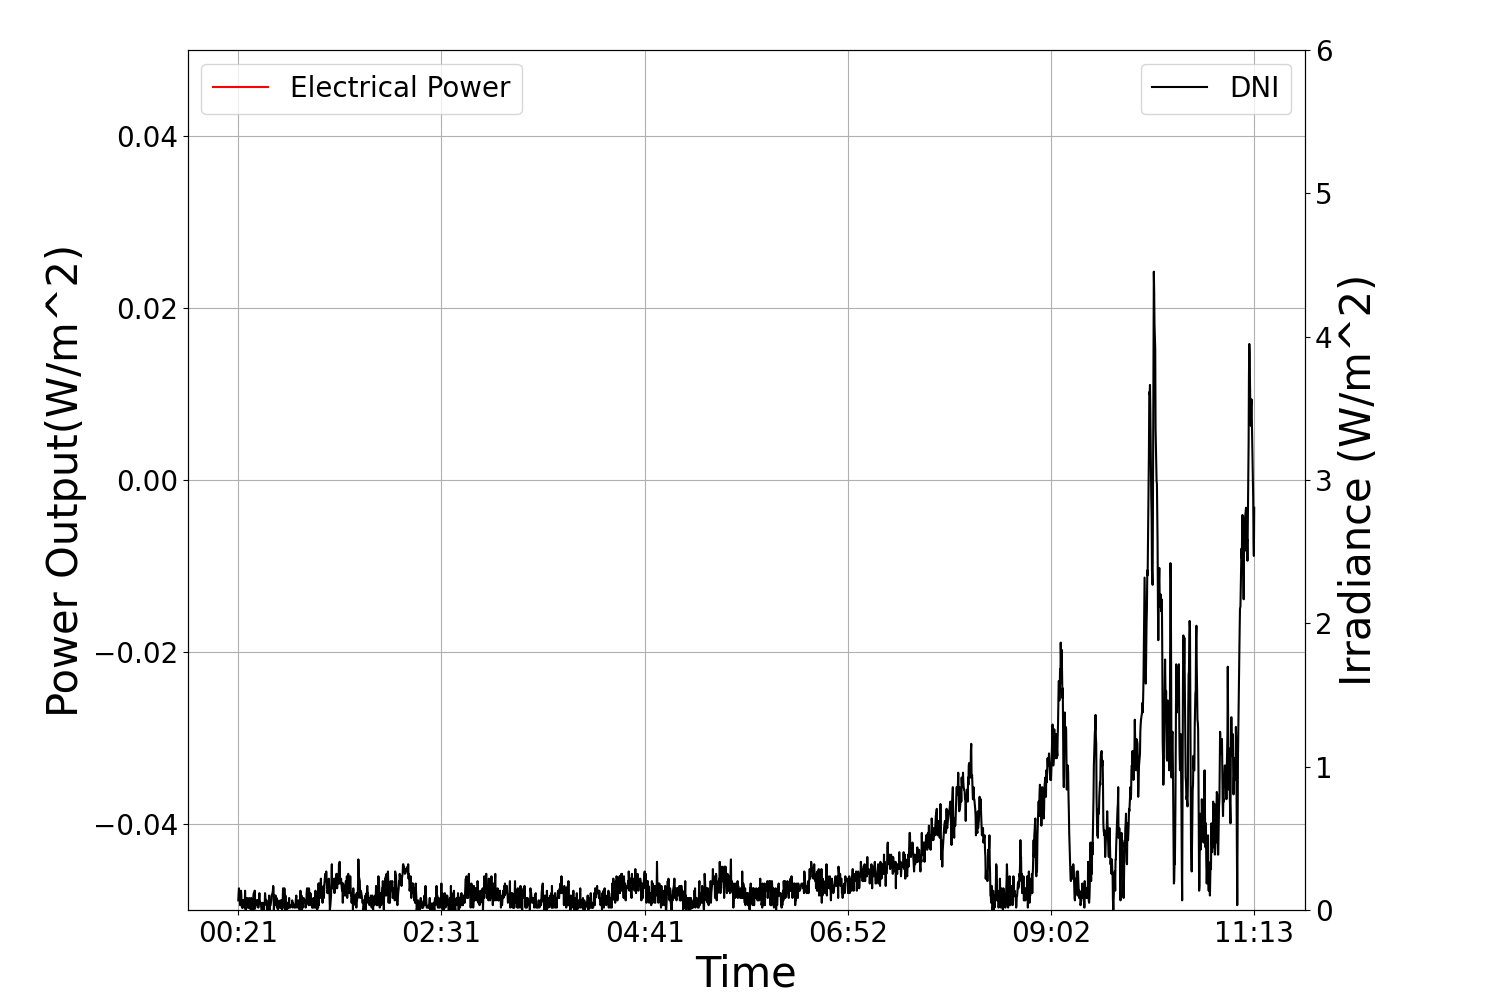 Electrical Power
DNI
Power Output(W/m^2)
0.04
0.02
0.00
−0.02
−0.04
6
5
4
3
2
1
0
Irradiance (W/m^2)
00:21 02:31 04:41 06:52 09:02 11:13
Time